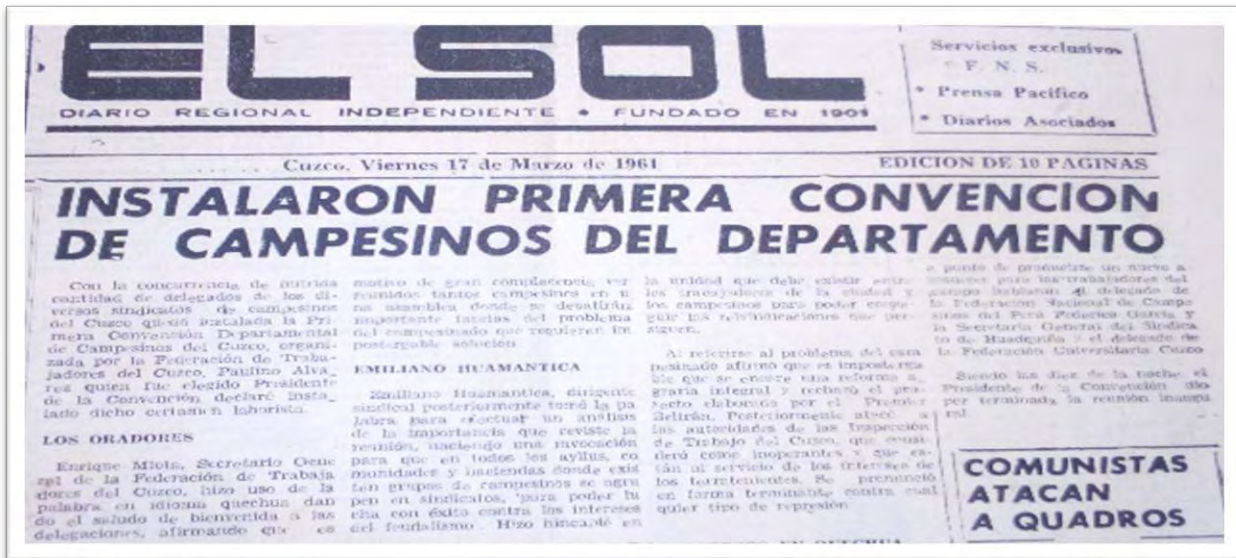 EL SOL
DIARIO REGIONAL INDEPENDIENTE • FUNDADO EN 1901
Servicios exclusivos
F. N. S.
* Prensa Pacífico
* Diarios Asociados
Cuzco, Viernes 17 de Marzo de 1961
EDICION DE 10 PAGINAS
INSTALARON PRIMERA CONVENCION
DE CAMPESINOS DEL DEPARTAMENTO
Con la concurrencia de nutrida
cantidad de delegados de los di-
versos sindicatos de campesinos
del Cuzco quedó instalada la Pri-
mera Convención Departamental
de Campesinos del Cuzco, organi-
zada por la Federación de Traba-
jadores del Cuzco, Paulino Alva-
rez quien fue elegido Presidente
de la Convención declaró insta-
lado dicho certamen laborista.
LOS ORADORES
Enrique Secretario Gene
ral de la Federación de Trabaja
dores del Cuzco, hizo uso de la
palabra en idioma quechua dan
do el saludo de bienvenida a las
delegaciones, afirmando que es
motivo de gran complacencia ver
reunidos tantos campesinos en u
na asamblea donde se
importante facetas del problema
del campesinado que requieren im
postergable solución.
EMILIANO HUAMANTICA
Emiliano Huamantica, dirigente
sindical posteriormente tomó la pa
labra para efectuar un análisis
de la importancia que reviste la
reunión, haciendo una invocación
para que en todos los ayllus, co
munidades y haciendas donde exis
tan grupos de campesinos se agru
pen en sindicatos, "para poder lu
cha con éxito contra los intereses
del feudalismo. Hizo hincapié en
la unidad que debe existir entre
los trabajadores de la ciudad y
los campesinos para poder conse-
guir las reivindicaciones que per-
siguen.
Al referirse al problema del cam
pesinado afirmó que es
ble que se encare una reforma a_
graria integral y rechazó el pro-
yecto elaborado por el Premier
Beltrán. Posteriormente atacó a
las autoridades de las Inspección
de Trabajo del Cuzco, que consi-
deró como inoperantes y que es-
tán al servicio de los intereses de
los terratenientes. Se pronunció
en forma terminante contra cual
quier tipo de represión
a punto de producirse un nuevo a
para los trabajadores del
campo hablaron el delegado de
la Federación Nacional de Campe
sinos del Perú Federico García y
la Secretaria General del Sindica
to de Huadquiña y el delegado de
la Federación Universitaria Cuzco
Siendo las diez de la noche el
Presidente de la Convención dio
por terminada la reunión inaugu
ral.
COMUNISTAS
ATACAN
A QUADROS
EN QUECHUA